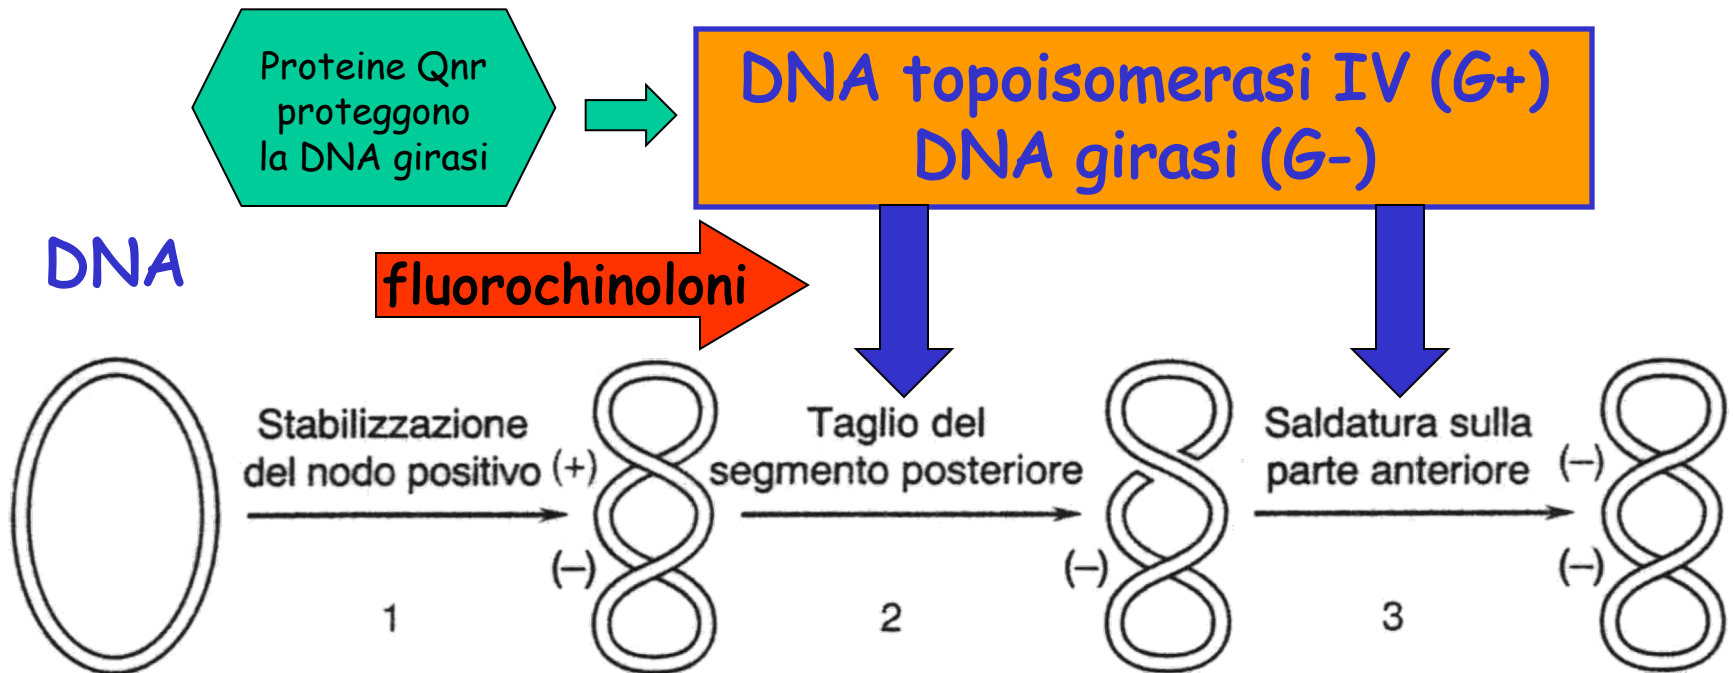 Proteine Qnr
proteggono
la DNA girasi
DNA topoisomerasi IV (G+)
DNA girasi (G-)
DNA
fluorochinoloni
Stabilizzazione
del nodo positivo
(+)
(–)
1
Taglio del
segmento posteriore
(–)
2
Saldatura sulla
parte anteriore
(–)
(–)
3